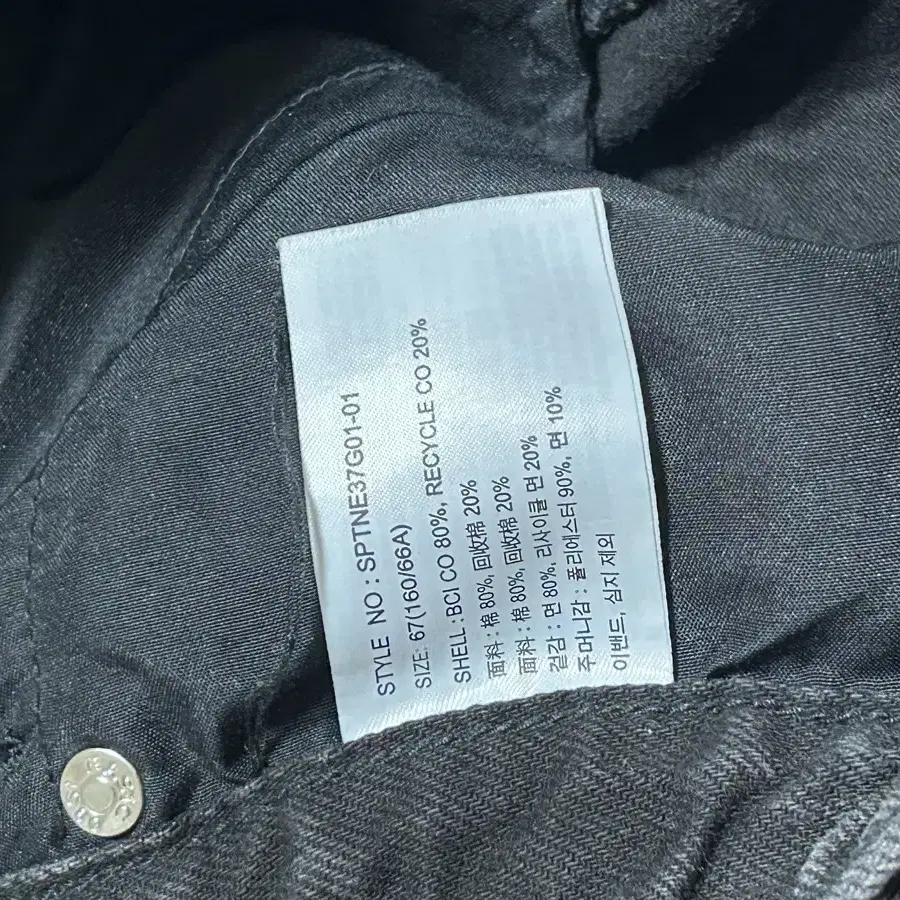 STYLE NO : SPTNE37G01-01
SIZE: 67(160/66A)
SHELL : BCI CO 80%, RECYCLE CO 20%
面料 : 棉 80%, 回收棉 20%
面料 : 棉 80%, 回收棉 20%
겉감 : 면 80%, 리사이클 면 20%
주머니감 : 폴리에스터 90%, 면 10%
이밴드, 심지 제외